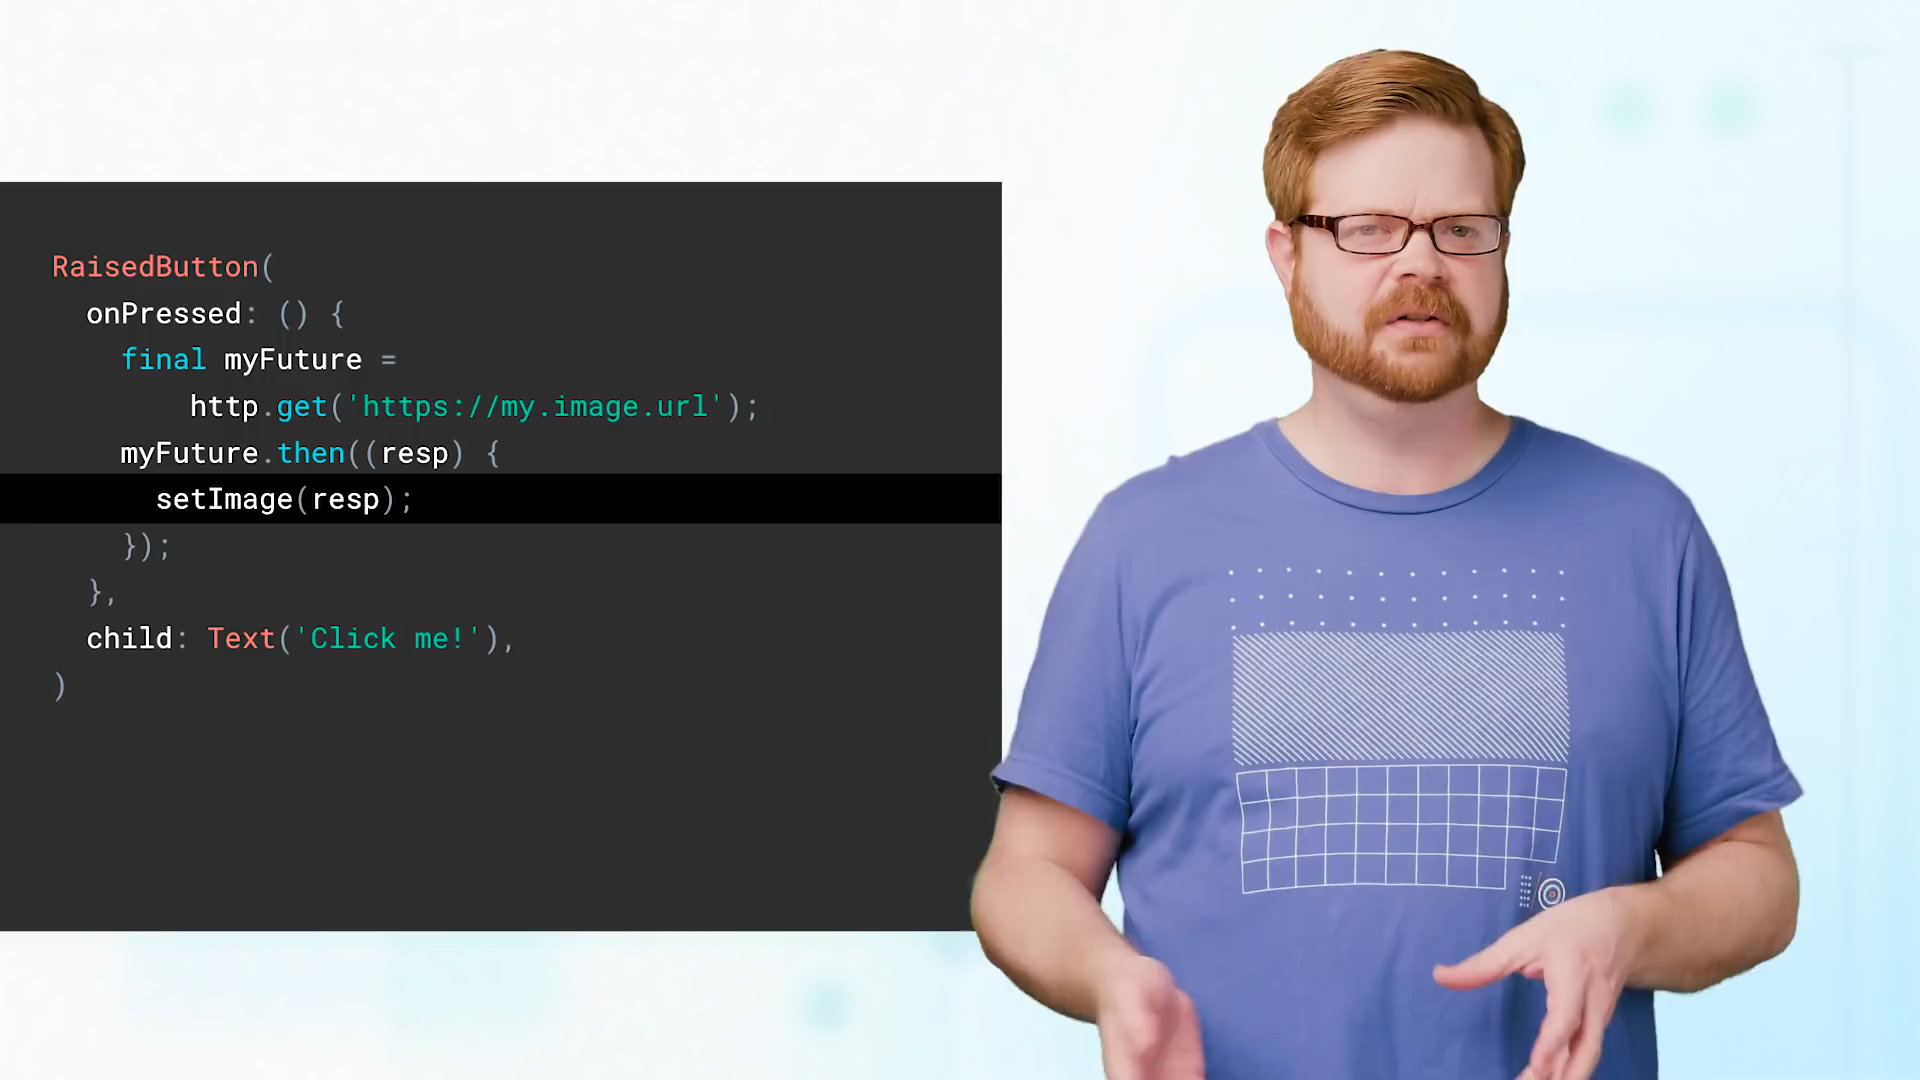 RaisedButton(
onPressed: () {
final myFuture =
http.get('https://my.image.url');
myFuture.then((resp) {
setImage(resp);
});
},
child: Text('Click me!'),
)